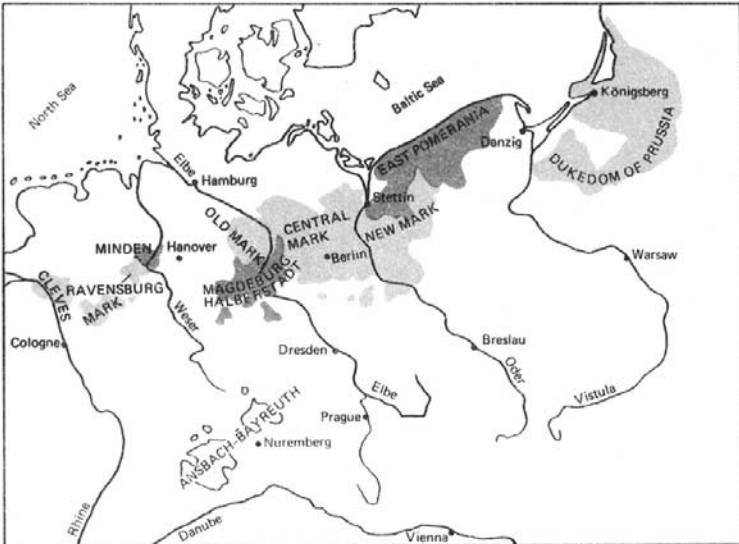 North Sea
Baltic Sea
Königsberg
EAST POMERANIA
Danzig
DUKEDOM OF PRUSSIA
Elbe
Hamburg
Stettin
OLD MARK
CENTRAL
MARK
NEW MARK
MINDEN
Hanover
Berlin
Warsaw
MAGDEBURG
HALBERSTADT
CLEVES
RAVENSBURG
MARK
Weser
Cologne
Dresden
Breslau
Oder
Elbe
Vistula
Prague
ANSBACH-BAYREUTH
Nuremberg
Rhine
Danube
Vienna